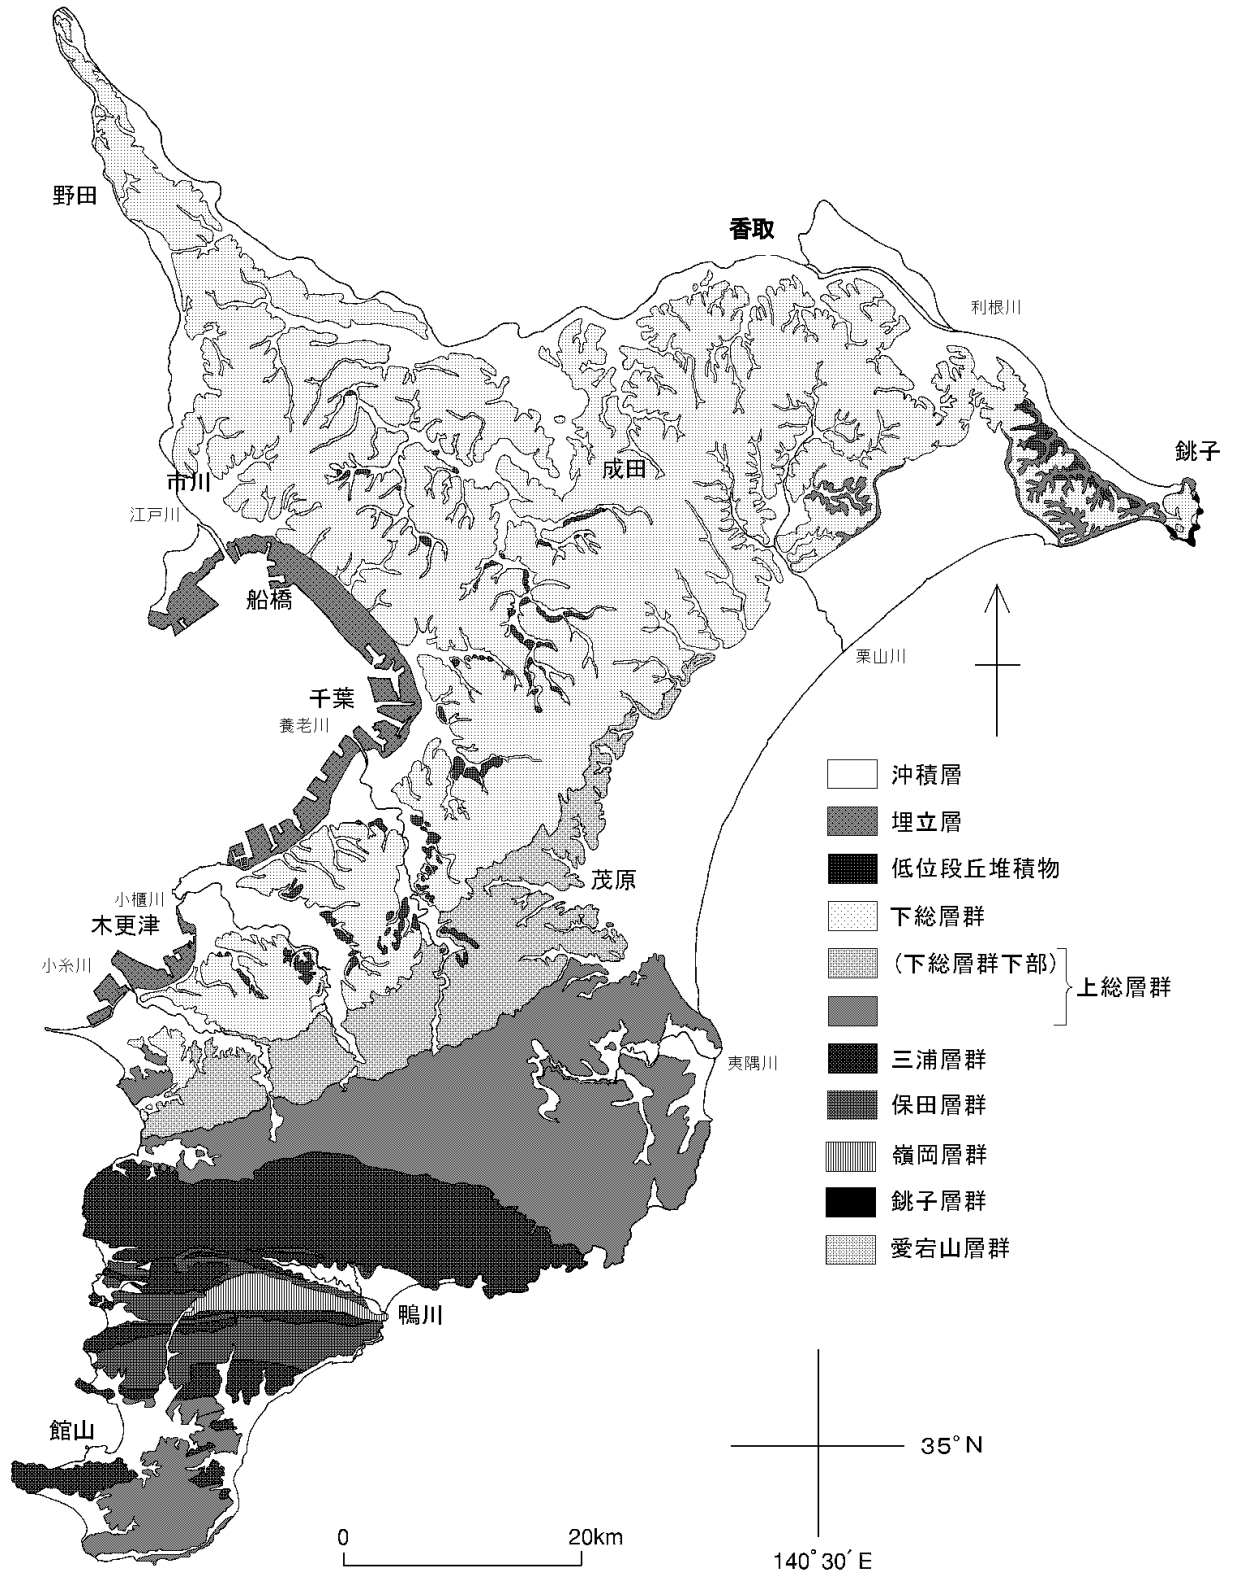 野田
香取
利根川
銚子
成田
市川
江戸川
船橋
栗山川
千葉
養老川
沖積層
埋立層
低位段丘堆積物
茂原
小櫃川
木更津
下総層群
小糸川
(下総層群下部)
上総層群
夷隅川
三浦層群
保田層群
嶺岡層群
銚子層群
愛宕山層群
鴨川
館山
35°N
0 20km
140°30′E